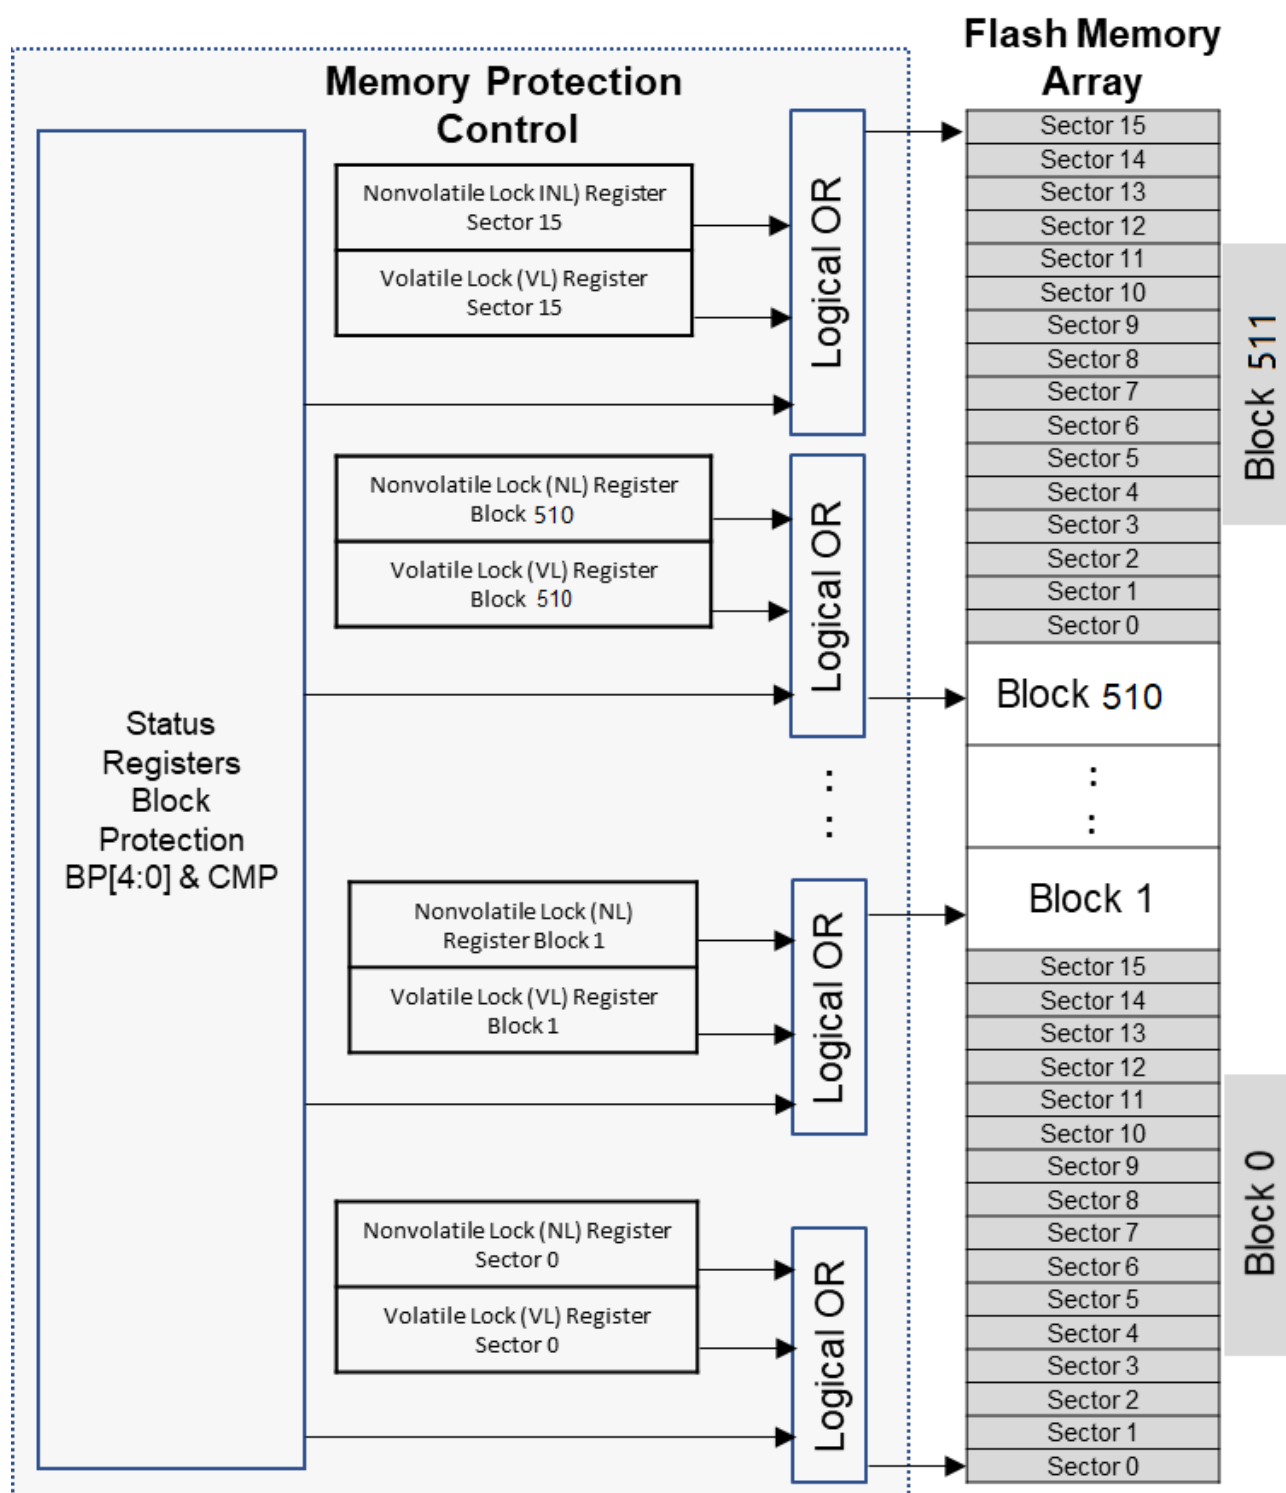 Flash Memory
Array
Memory Protection
Control
Status
Registers
Block
Protection
BP[4:0] & CMP
Nonvolatile Lock INL) Register
Sector 15
Volatile Lock (VL) Register
Sector 15
Logical OR
Nonvolatile Lock (NL) Register
Block 510
Volatile Lock (VL) Register
Block 510
Logical OR
:
:
Nonvolatile Lock (NL)
Register Block 1
Volatile Lock (VL) Register
Block 1
Logical OR
Nonvolatile Lock (NL) Register
Sector 0
Volatile Lock (VL) Register
Sector 0
Logical OR
Sector 15
Sector 14
Sector 13
Sector 12
Sector 11
Sector 10
Sector 9
Sector 8
Sector 7
Sector 6
Sector 5
Sector 4
Sector 3
Sector 2
Sector 1
Sector 0
Block 511
Block 510
:
:
Block 1
Sector 15
Sector 14
Sector 13
Sector 12
Sector 11
Sector 10
Sector 9
Sector 8
Sector 7
Sector 6
Sector 5
Sector 4
Sector 3
Sector 2
Sector 1
Sector 0
Block 0